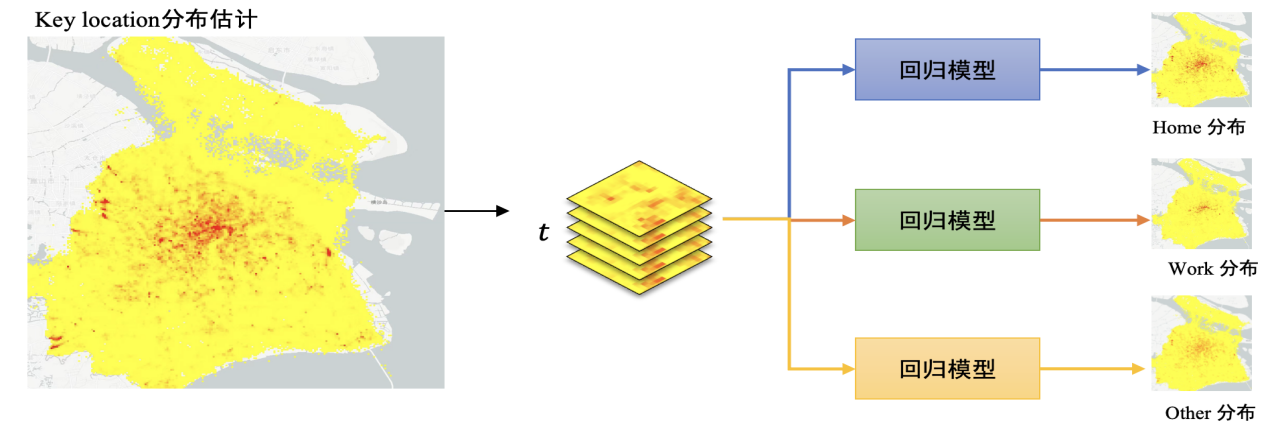 Key location分布估计
t
回归模型
Home 分布
回归模型
Work 分布
回归模型
Other 分布